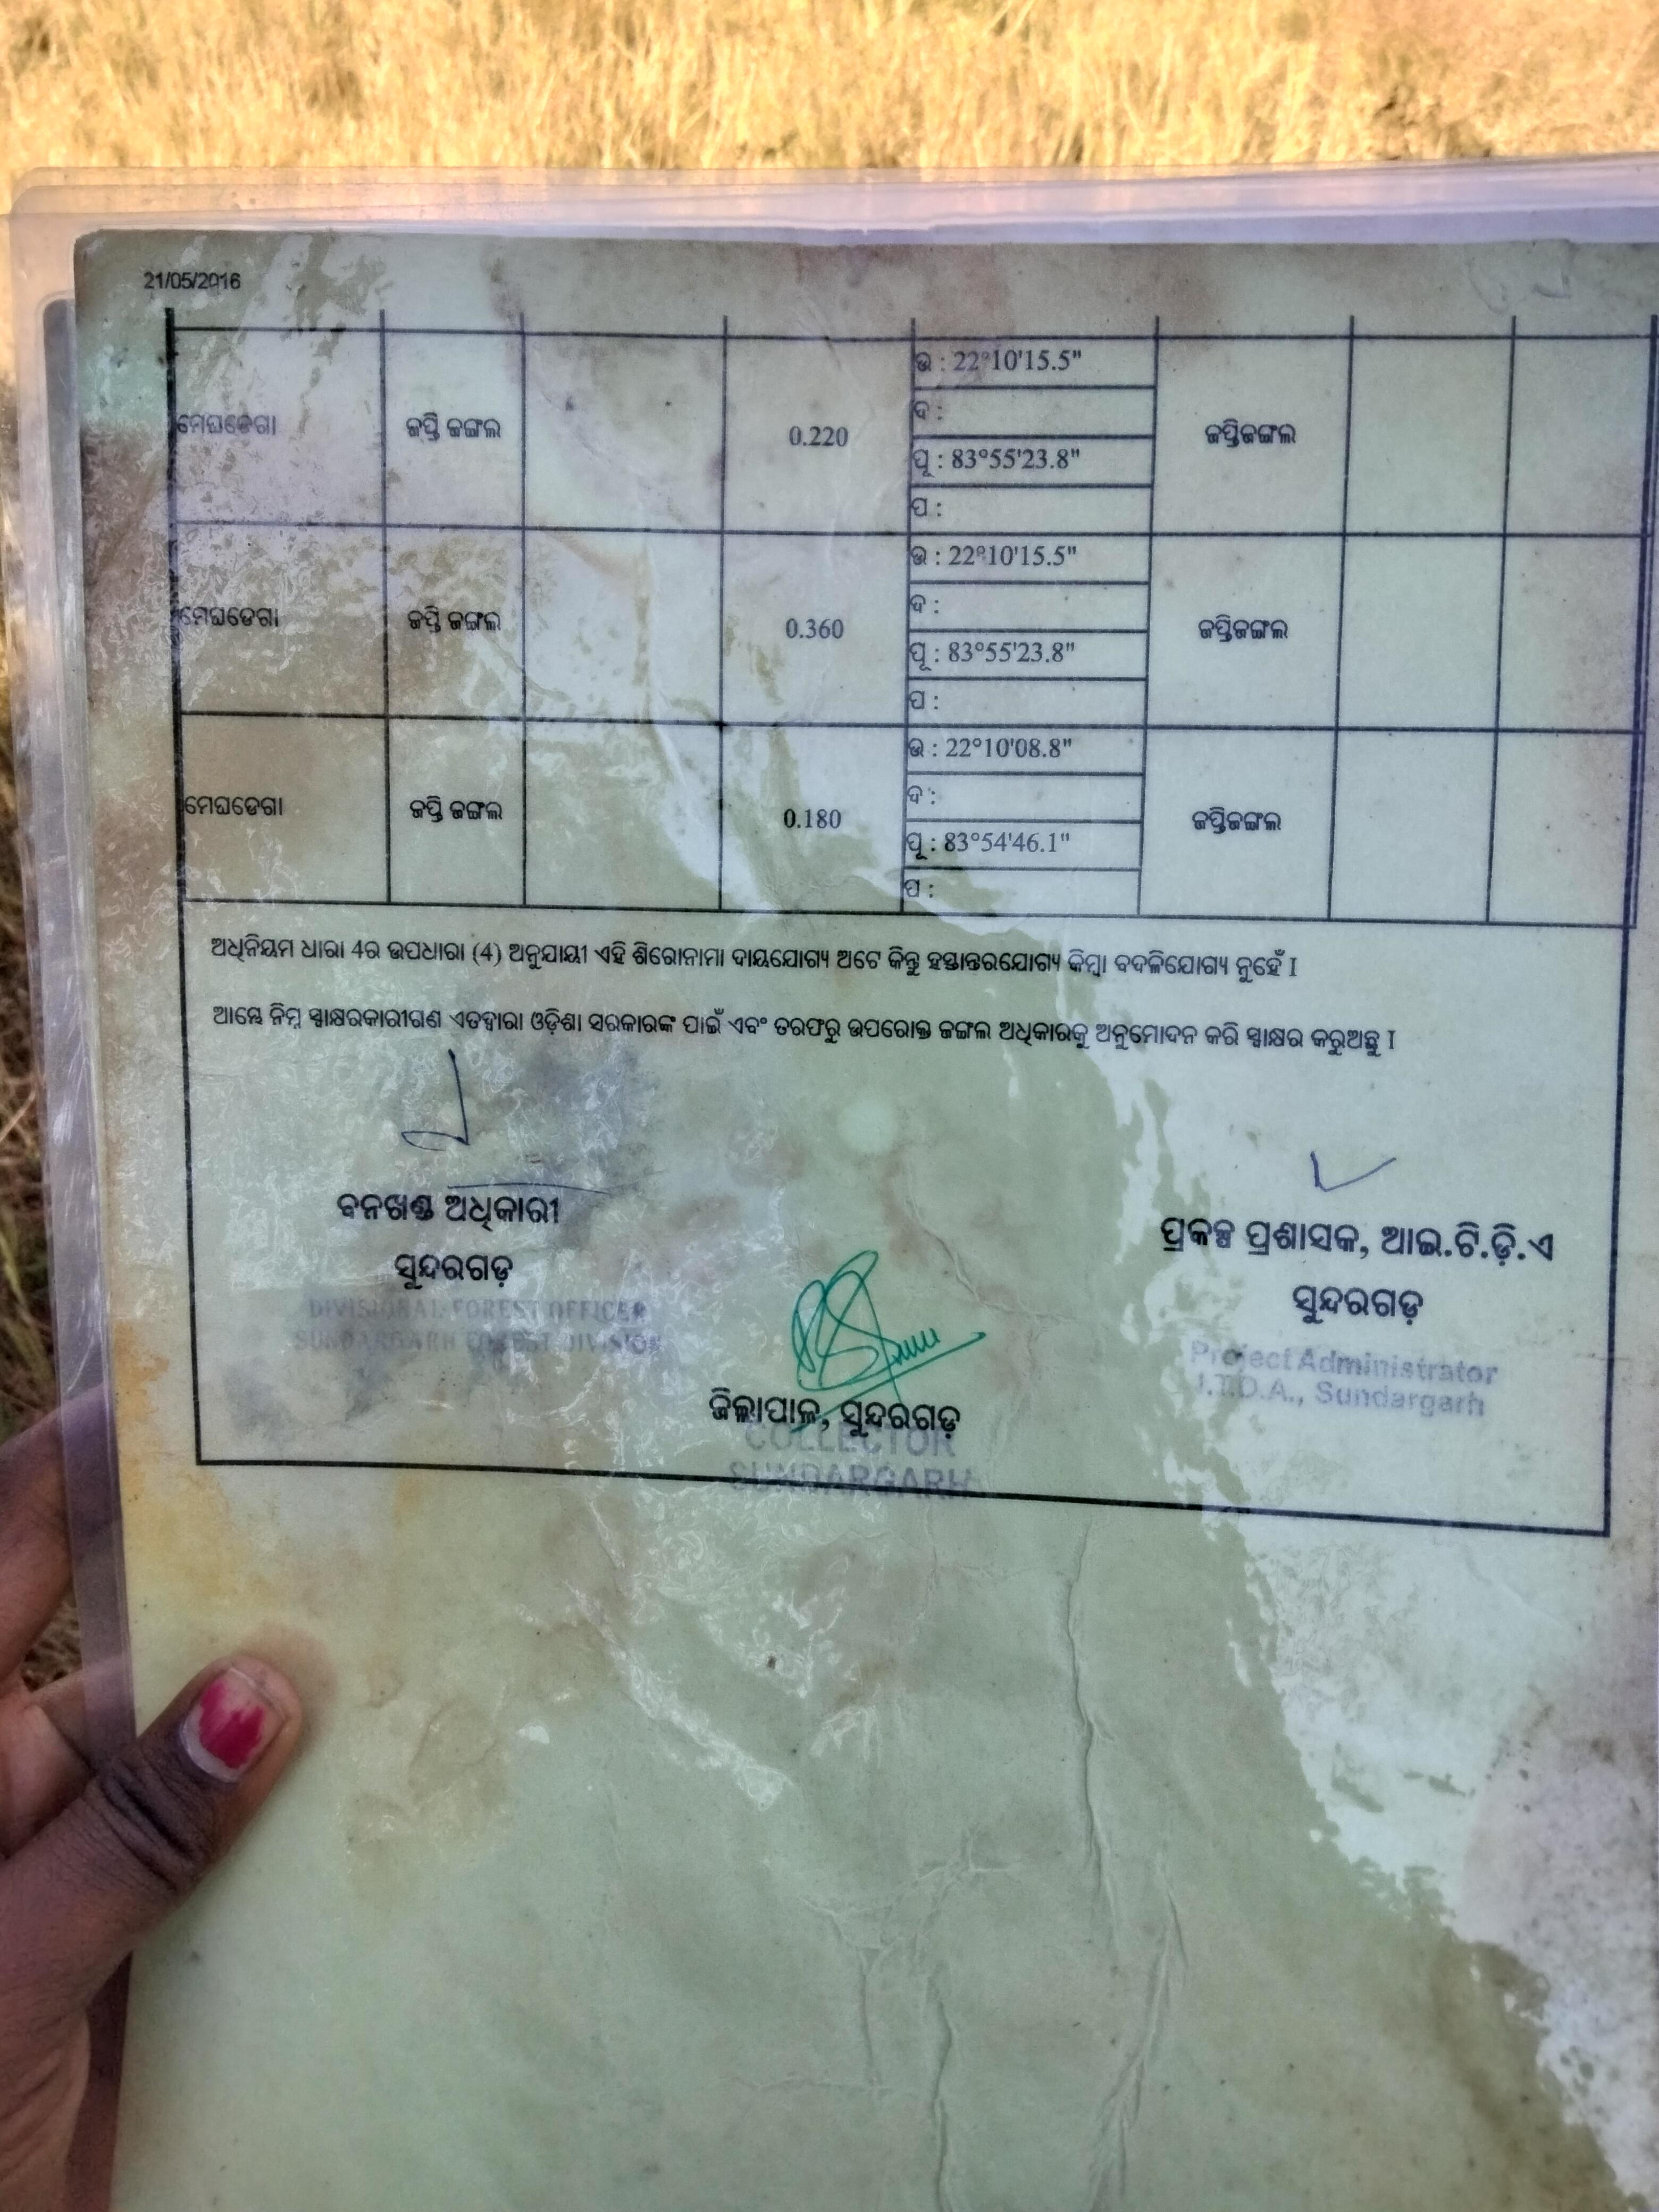 21/05/2016
ମେଘଡେଗା ଜପ୍ତି ଜଙ୍ଗଲ 0.220 ଉ : 22°10'15.5" ଜପ୍ତିଜଙ୍ଗଲ
ଦ :
ପୂ : 83°55'23.8"
ପ :
ମେଘଡେଗା ଜପ୍ତି ଜଙ୍ଗଲ 0.360 ଉ : 22°10'15.5" ଜପ୍ତିଜଙ୍ଗଲ
ଦ :
ପୂ : 83°55'23.8"
ପ :
ମେଘଡେଗା ଜପ୍ତି ଜଙ୍ଗଲ 0.180 ଉ : 22°10'08.8" ଜପ୍ତିଜଙ୍ଗଲ
ଦ :
ପୂ : 83°54'46.1"
ପ :
ଅଧିନିୟମ ଧାରା 4ର ଉପଧାରା (4) ଅନୁଯାୟୀ ଏହି ଶିରୋନାମା ଦାୟଯୋଗ୍ୟ ଅଟେ କିନ୍ତୁ ହସ୍ତାନ୍ତରଯୋଗ୍ୟ କିମ୍ବା ବଦଳିଯୋଗ୍ୟ ନୁହେଁ I
ଆମ୍ଭେ ନିମ୍ନ ସ୍ୱାକ୍ଷରକାରୀଗଣ ଏତଦ୍ୱାରା ଓଡ଼ିଶା ସରକାରଙ୍କ ପାଇଁ ଏବଂ ତରଫରୁ ଉପରୋକ୍ତ ଜଙ୍ଗଲ ଅଧିକାରକୁ ଅନୁମୋଦନ କରି ସ୍ୱାକ୍ଷର କରୁଅଛୁ I
ବନଖଣ୍ଡ ଅଧିକାରୀ
ସୁନ୍ଦରଗଡ଼
DIVISIONAL FOREST OFFICER
SUNDARGARH FOREST DIVISION
ପ୍ରକଳ୍ପ ପ୍ରଶାସକ, ଆଇ.ଟି.ଡ଼ି.ଏ
ସୁନ୍ଦରଗଡ଼
Project Administrator
I.T.D.A., Sundargarh
ଜିଲାପାଳ, ସୁନ୍ଦରଗଡ଼
COLLECTOR
SUNDARGARH